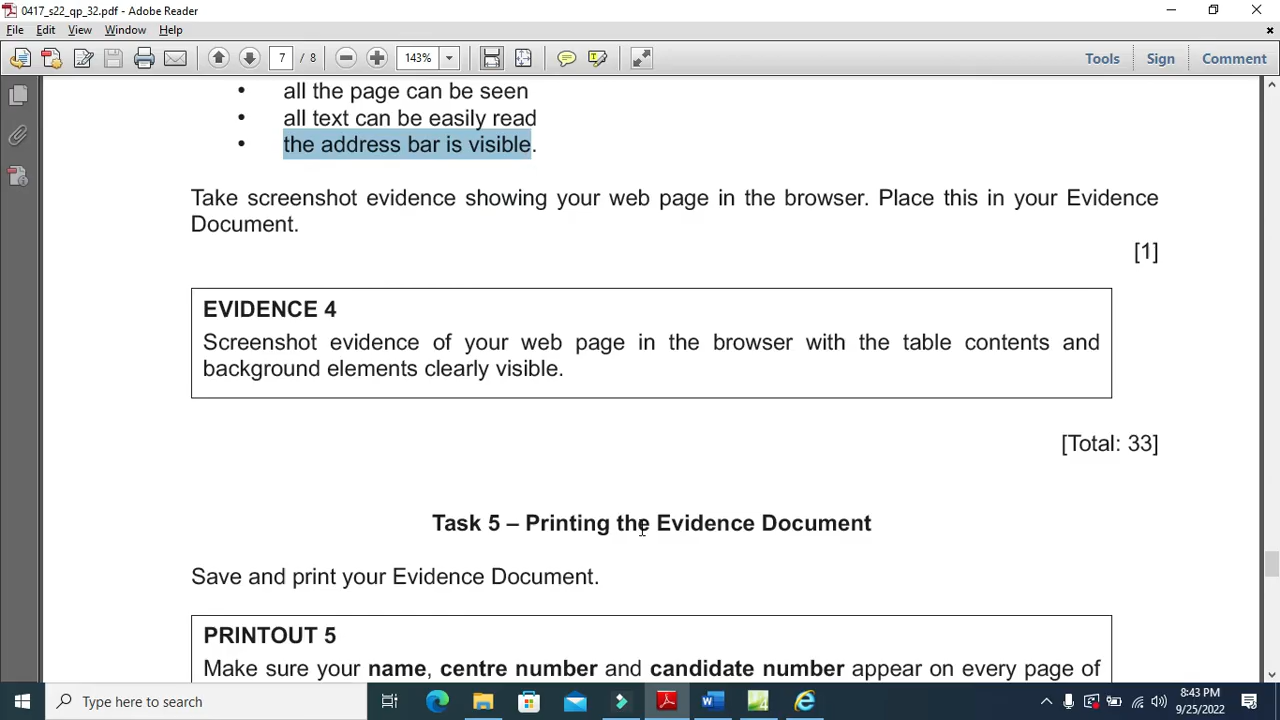 0417_s22_qp_32.pdf - Adobe Reader
File Edit View Window Help
7 / 8 143% Tools Sign Comment
• all the page can be seen
• all text can be easily read
• the address bar is visible.
Take screenshot evidence showing your web page in the browser. Place this in your Evidence
Document.
[1]
EVIDENCE 4
Screenshot evidence of your web page in the browser with the table contents and
background elements clearly visible.
[Total: 33]
Task 5 – Printing the Evidence Document
Save and print your Evidence Document.
PRINTOUT 5
Make sure your name, centre number and candidate number appear on every page of
Type here to search
8:43 PM
9/25/2022